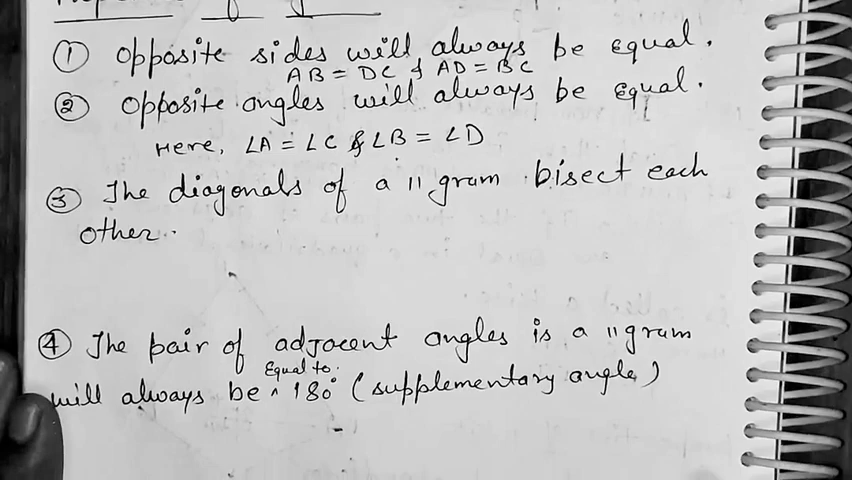 ① Opposite sides will always be equal.
AB = DC & AD = BC
② Opposite angles will always be equal.
Here, ∠A = ∠C & ∠B = ∠D
③ The diagonals of a ||gram bisect each
other.
④ The pair of adjacent angles is a ||gram
Equal to
will always be ^ 180° (supplementary angle)